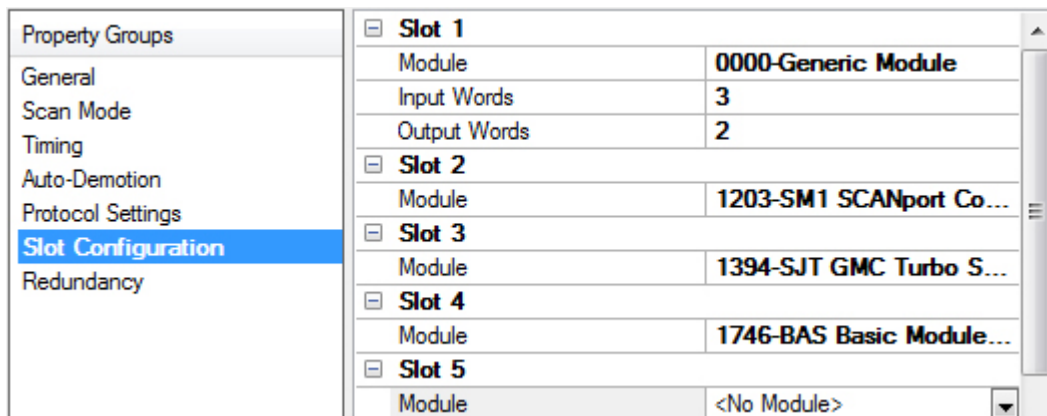 Property Groups
General
Scan Mode
Timing
Auto-Demotion
Protocol Settings
Slot Configuration
Redundancy
Slot 1
Module 0000-Generic Module
Input Words 3
Output Words 2
Slot 2
Module 1203-SM1 SCANport Co...
Slot 3
Module 1394-SJT GMC Turbo S...
Slot 4
Module 1746-BAS Basic Module...
Slot 5
Module <No Module>